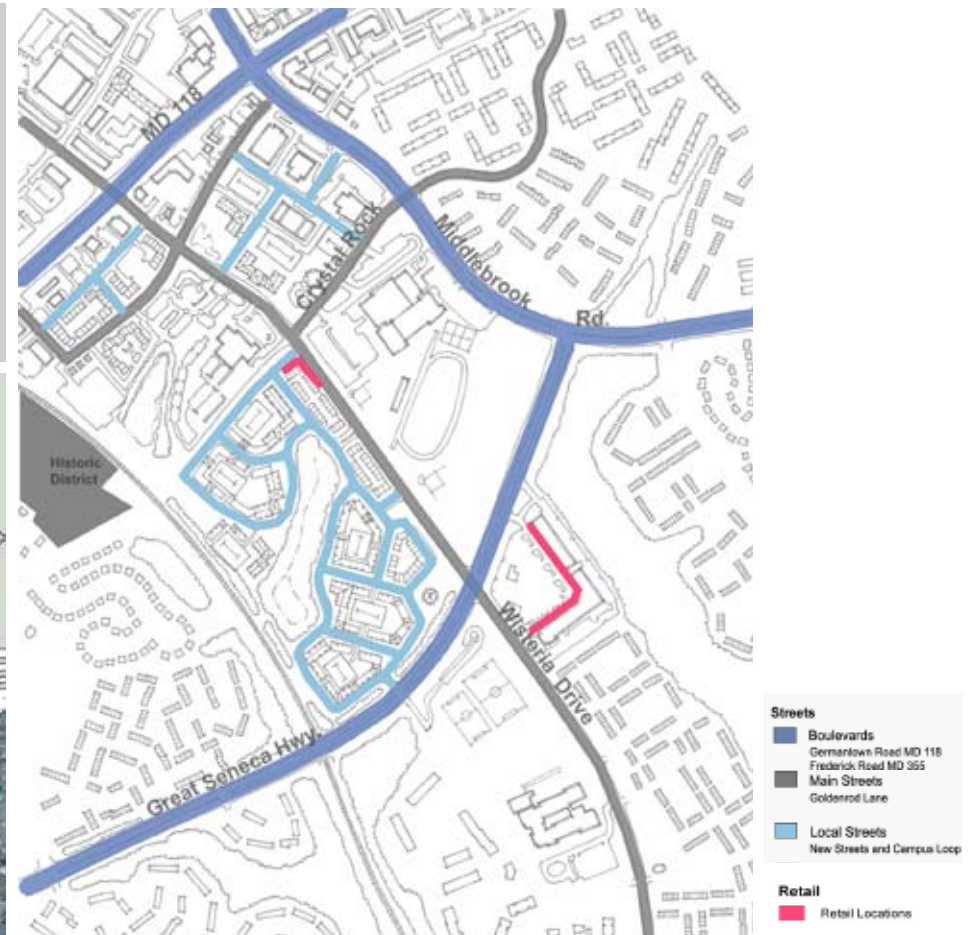 MD 118
Crystal Rock
Middlebrook
Rd.
Historic
District
Wisteria Drive
Great Seneca Hwy.
Streets
Boulevards
Germantown Road MD 118
Frederick Road MD 355
Main Streets
Goldenrod Lane
Local Streets
New Streets and Campus Loop
Retail
Retail Locations